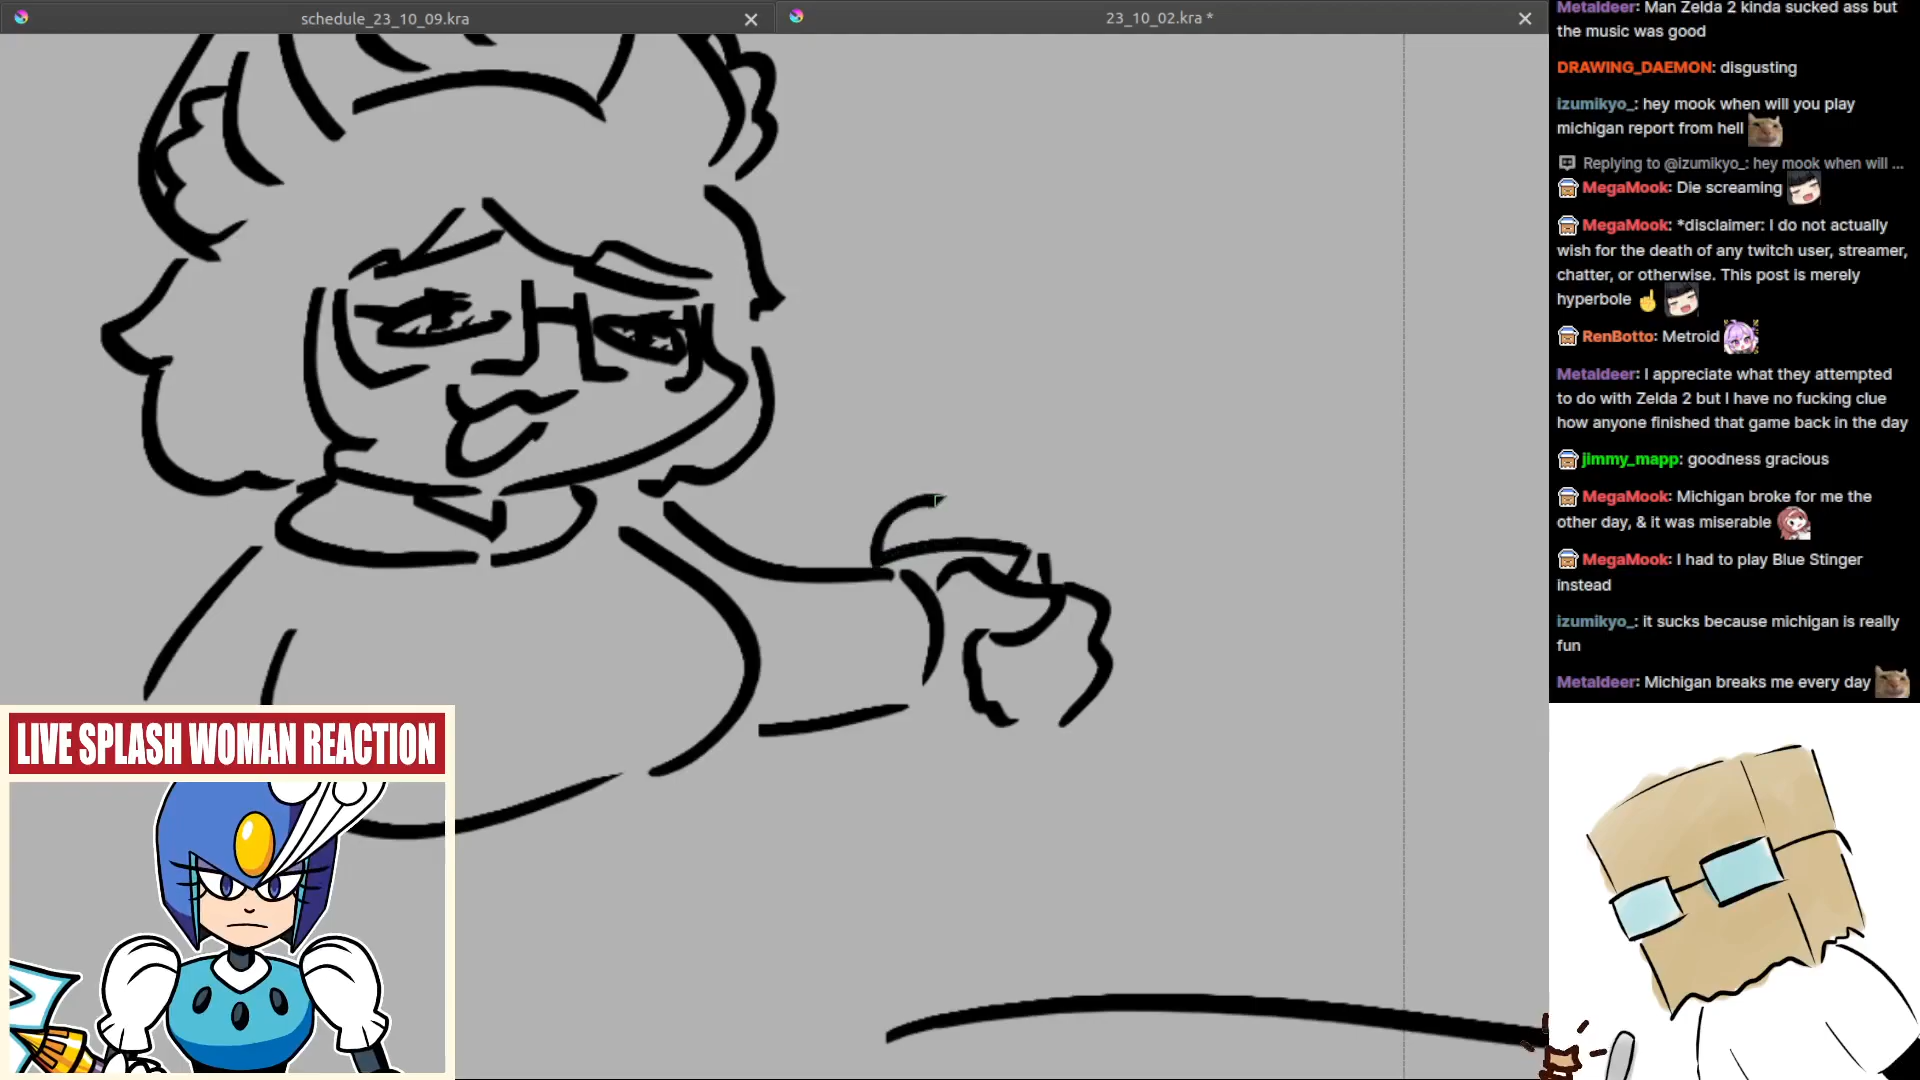 schedule_23_10_09.kra
23_10_02.kra *
Metaldeer: Man Zelda 2 kinda sucked ass but
the music was good
DRAWING_DAEMON: disgusting
izumikyo_: hey mook when will you play
michigan report from hell
Replying to @izumikyo_: hey mook when will ...
MegaMook: Die screaming
MegaMook: *disclaimer: I do not actually
wish for the death of any twitch user, streamer,
chatter, or otherwise. This post is merely
hyperbole ☝
RenBotto: Metroid
Metaldeer: I appreciate what they attempted
to do with Zelda 2 but I have no fucking clue
how anyone finished that game back in the day
jimmy_mapp: goodness gracious
MegaMook: Michigan broke for me the
other day, & it was miserable
MegaMook: I had to play Blue Stinger
instead
izumikyo_: it sucks because michigan is really
fun
Metaldeer: Michigan breaks me every day
LIVE SPLASH WOMAN REACTION